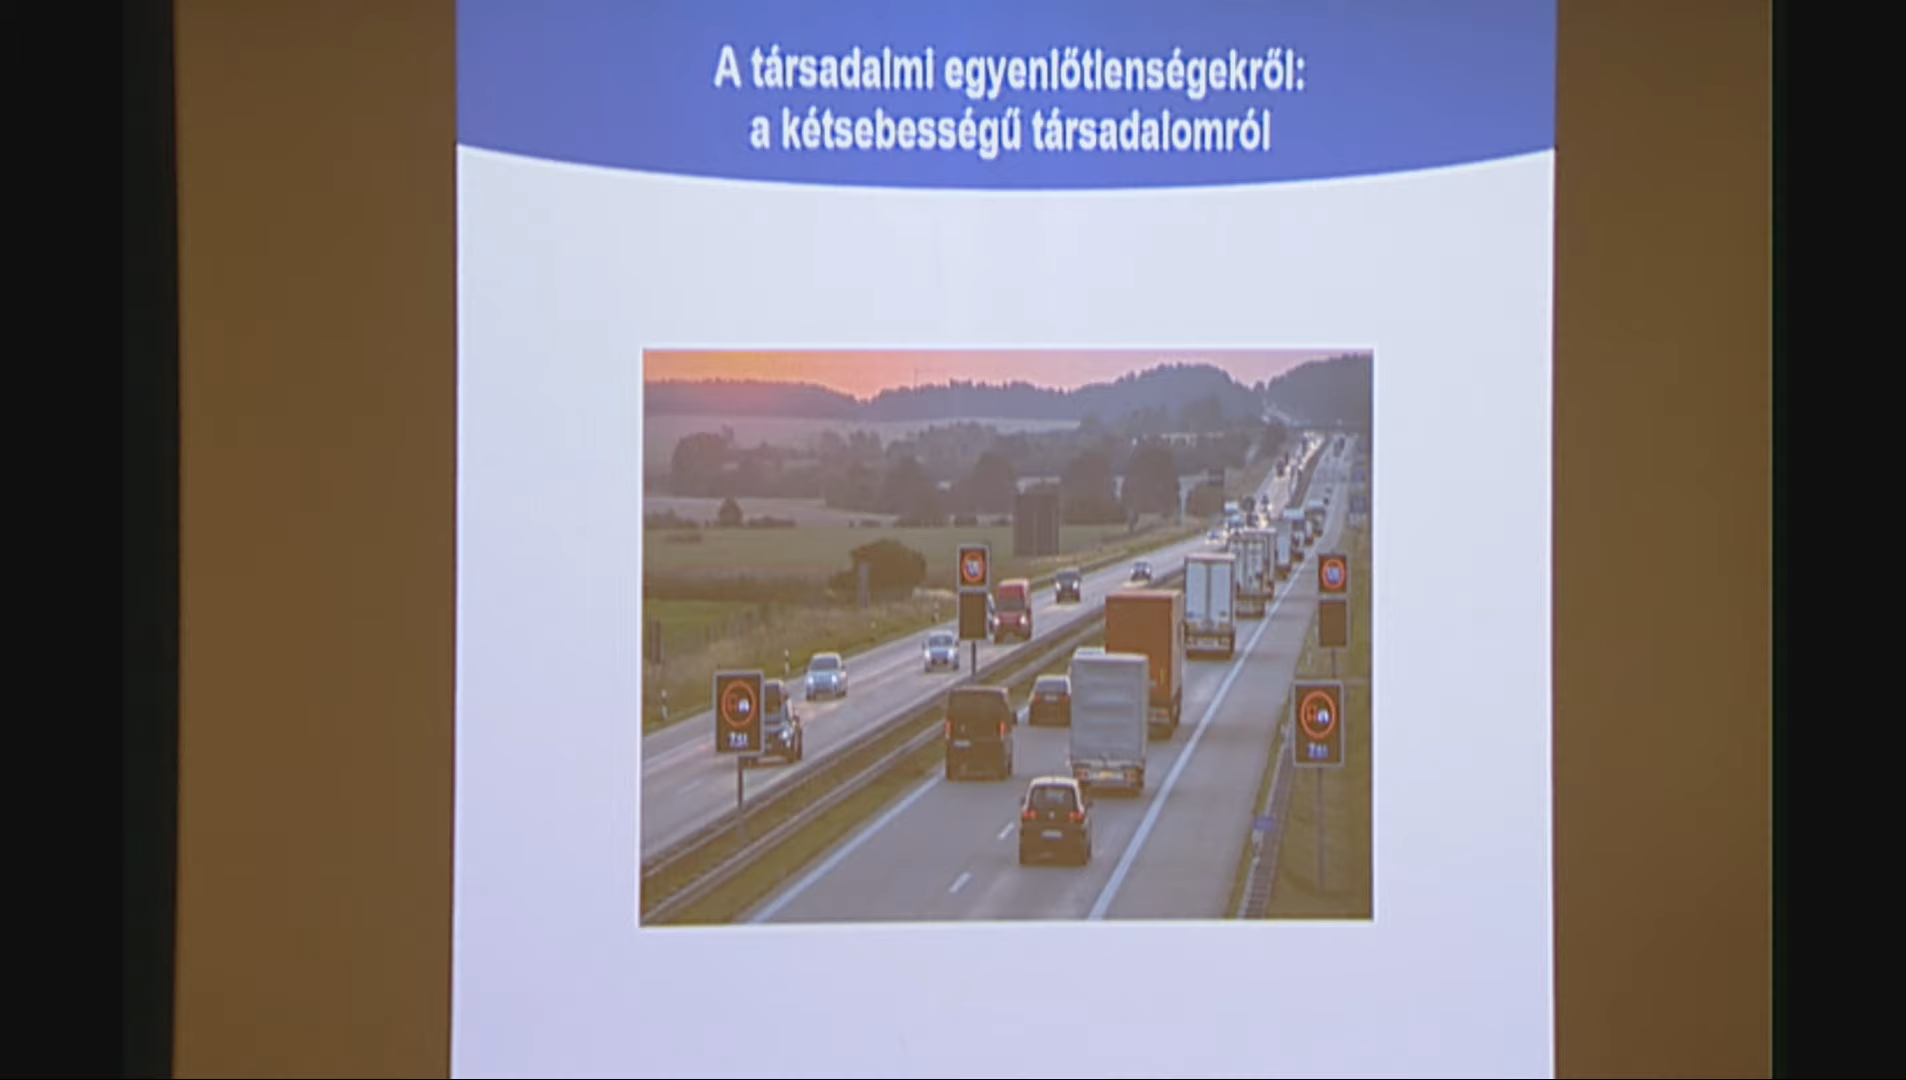 A társadalmi egyenlőtlenségekről:
a kétsebességű társadalomról